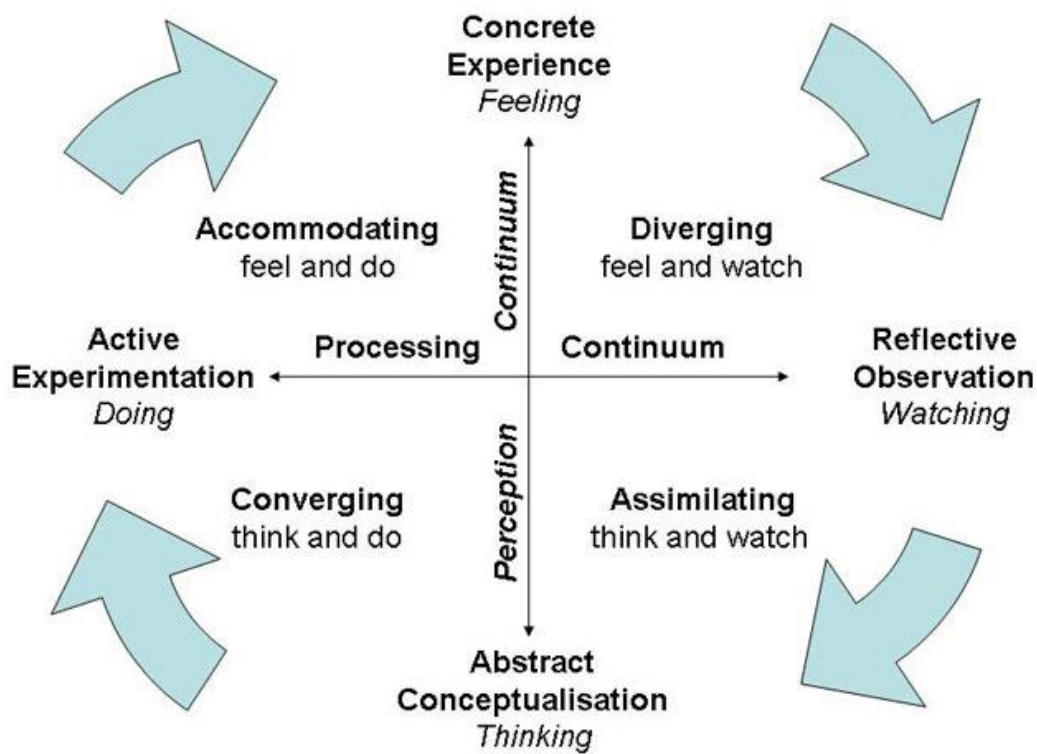 Concrete
Experience
Feeling
Continuum
Accommodating
feel and do
Diverging
feel and watch
Active
Experimentation
Doing
Processing
Continuum
Reflective
Observation
Watching
Perception
Converging
think and do
Assimilating
think and watch
Abstract
Conceptualisation
Thinking